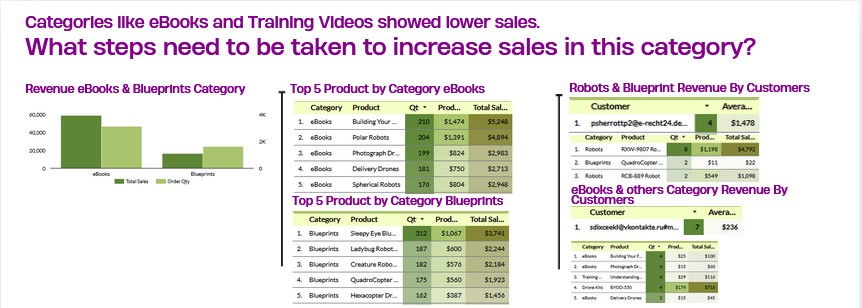 Categories like eBooks and Training Videos showed lower sales.
What steps need to be taken to increase sales in this category?
Revenue eBooks & Blueprints Category
60,000 4K
40,000
20,000 2K
0 0
eBooks Blueprints
Total Sales Order Qty
Top 5 Product by Category eBooks
Category Product Qt Prod... Total Sal...
1. eBooks Building Your ... 210 $1,474 $5,248
2. eBooks Polar Robots 204 $1,391 $4,894
3. eBooks Photograph Dr... 199 $824 $2,983
4. eBooks Delivery Drones 181 $750 $2,713
5. eBooks Spherical Robots 176 $804 $2,948
Top 5 Product by Category Blueprints
Category Product Qt Prod... Total Sal...
1. Blueprints Sleepy Eye Blu... 312 $1,067 $3,741
2. Blueprints Ladybug Robot... 187 $600 $2,244
3. Blueprints Creature Robo... 182 $576 $2,184
4. Blueprints QuadroCopter ... 175 $560 $1,923
5. Blueprints Hexacopter Dr... 162 $387 $1,456
Robots & Blueprint Revenue By Customers
Customer Avera...
1. psherrottp2@e-recht24.de... 4 $1,478
Category Product Qt Prod... Total Sal...
1. Robots RXW-9807 Ro... 8 $1,198 $4,792
2. Blueprints QuadroCopter ... 2 $11 $22
3. Robots RCB-889 Robot 2 $549 $1,098
eBooks & others Category Revenue By
Customers
Customer Avera...
1. sdixceekl@vkontakte.ru#m... 7 $236
Category Product Qt Prod... Total Sal...
1. eBooks Building Your F... 4 $25 $100
2. eBooks Photograph Dr... 4 $15 $60
3. Training ... Understanding... 4 $29 $116
4. Drone Kits BYOD-550 4 $179 $716
5. eBooks Delivery Drones 3 $15 $45